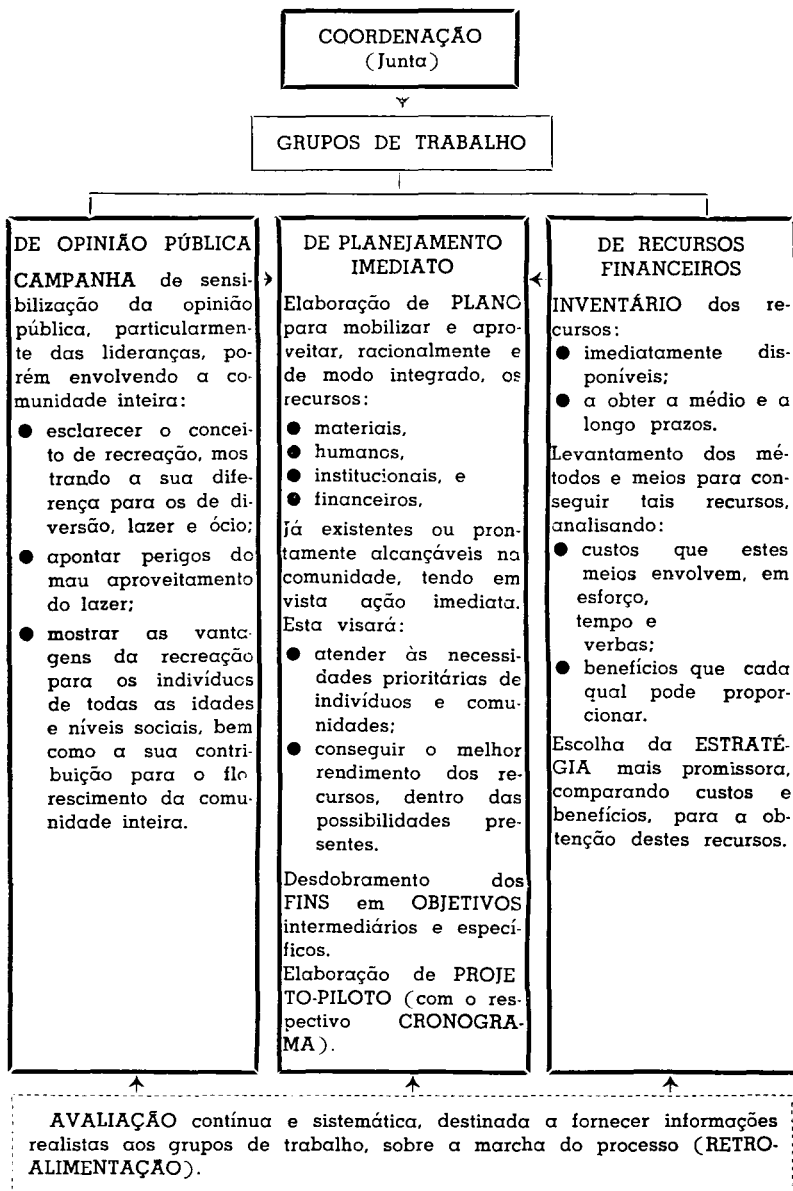 COORDENAÇÃO
(Junta)
GRUPOS DE TRABALHO
DE OPINIÃO PÚBLICA
CAMPANHA de sensi-
bilização da opinião
pública, particularmen-
te das lideranças, po-
rém envolvendo a co-
munidade inteira:
● esclarecer o concei-
to de recreação, mos
trando a sua dife-
rença para os de di-
versão, lazer e ócio;
● apontar perigos do
mau aproveitamento
do lazer;
● mostrar as vanta-
gens da recreação
para os indivíduos
de todas as idades
e níveis sociais, bem
como a sua contri-
buição para o flo
rescimento da comu-
nidade inteira.
DE PLANEJAMENTO
IMEDIATO
Elaboração de PLANO
para mobilizar e apro-
veitar, racionalmente e
de modo integrado, os
recursos:
● materiais,
● humanos,
● institucionais, e
● financeiros,
já existentes ou pron-
tamente alcançáveis na
comunidade, tendo em
vista ação imediata.
Esta visará:
● atender às necessi-
dades prioritárias de
indivíduos e comu-
nidades;
● conseguir o melhor
rendimento dos re-
cursos, dentro das
possibilidades pre-
sentes.
Desdobramento dos
FINS em OBJETIVOS
intermediários e especí-
ficos.
Elaboração de PROJE
TO-PILOTO (com o res-
pectivo CRONOGRA-
MA).
DE RECURSOS
FINANCEIROS
INVENTÁRIO dos re-
cursos:
● imediatamente dis-
poníveis;
● a obter a médio e a
longo prazos.
Levantamento dos mé-
todos e meios para con-
seguir tais recursos,
analisando:
● custos que estes
meios envolvem, em
esforço,
tempo e
verbas;
● benefícios que cada
qual pode propor-
cionar.
Escolha da ESTRATÉ-
GIA mais promissora,
comparando custos e
benefícios, para a ob-
tenção destes recursos.
AVALIAÇÃO contínua e sistemática, destinada a fornecer informações
realistas aos grupos de trabalho, sobre a marcha do processo (RETRO-
ALIMENTAÇÃO).